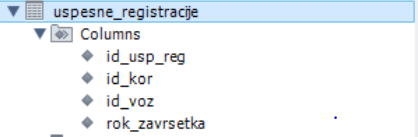 uspesne_registracije
Columns
id_usp_reg
id_kor
id_voz
rok_zavrsetka